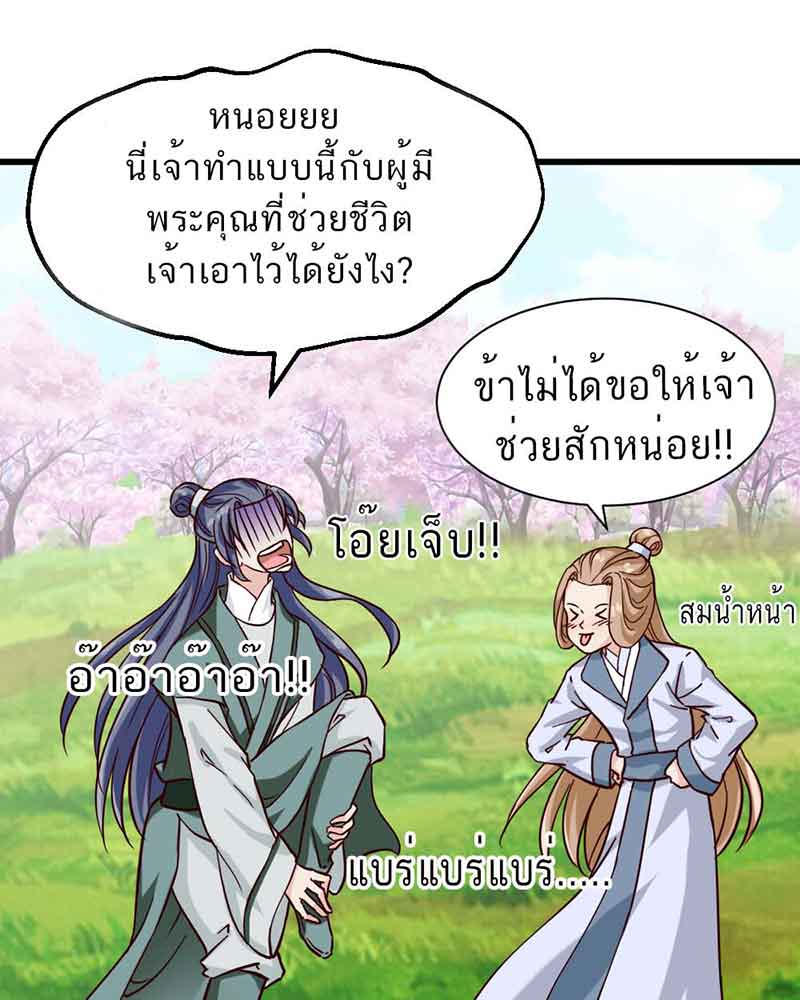 หนอยยย
นี่เจ้าทำแบบนี้กับผู้มี
พระคุณที่ช่วยชีวิต
เจ้าเอาไว้ได้ยังไง?
ข้าไม่ได้ขอให้เจ้า
ช่วยสักหน่อย!!
โอ๊ยเจ็บ!!
สมน้ำหน้า
อ๊าอ๊าอ๊าอ๊า!!
แบร่แบร่แบร่.....